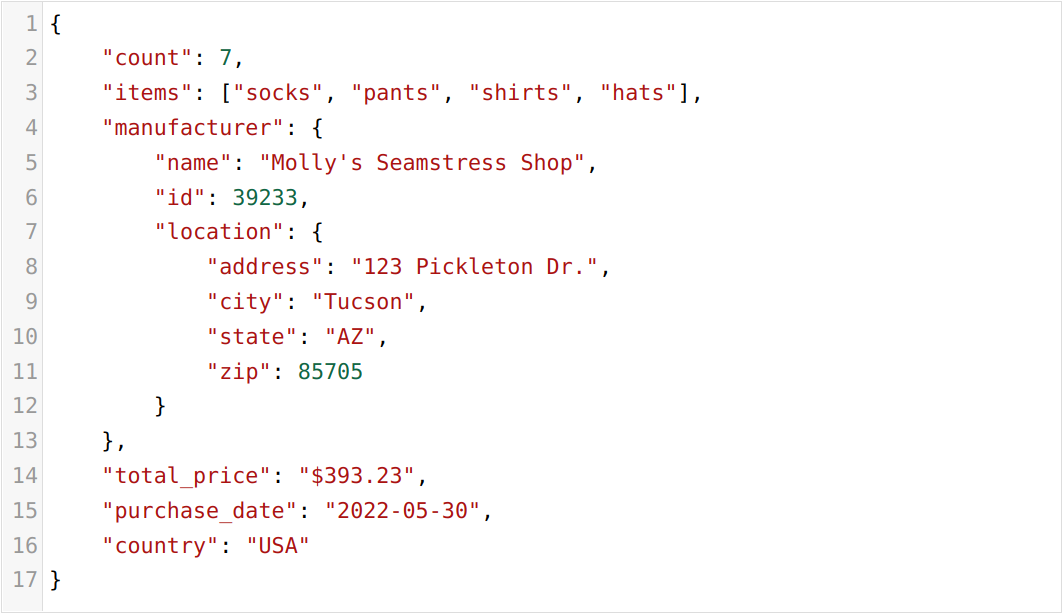 1 {
2     "count": 7,
3     "items": ["socks", "pants", "shirts", "hats"],
4     "manufacturer": {
5         "name": "Molly's Seamstress Shop",
6         "id": 39233,
7         "location": {
8             "address": "123 Pickleton Dr.",
9             "city": "Tucson",
10             "state": "AZ",
11             "zip": 85705
12         }
13     },
14     "total_price": "$393.23",
15     "purchase_date": "2022-05-30",
16     "country": "USA"
17 }